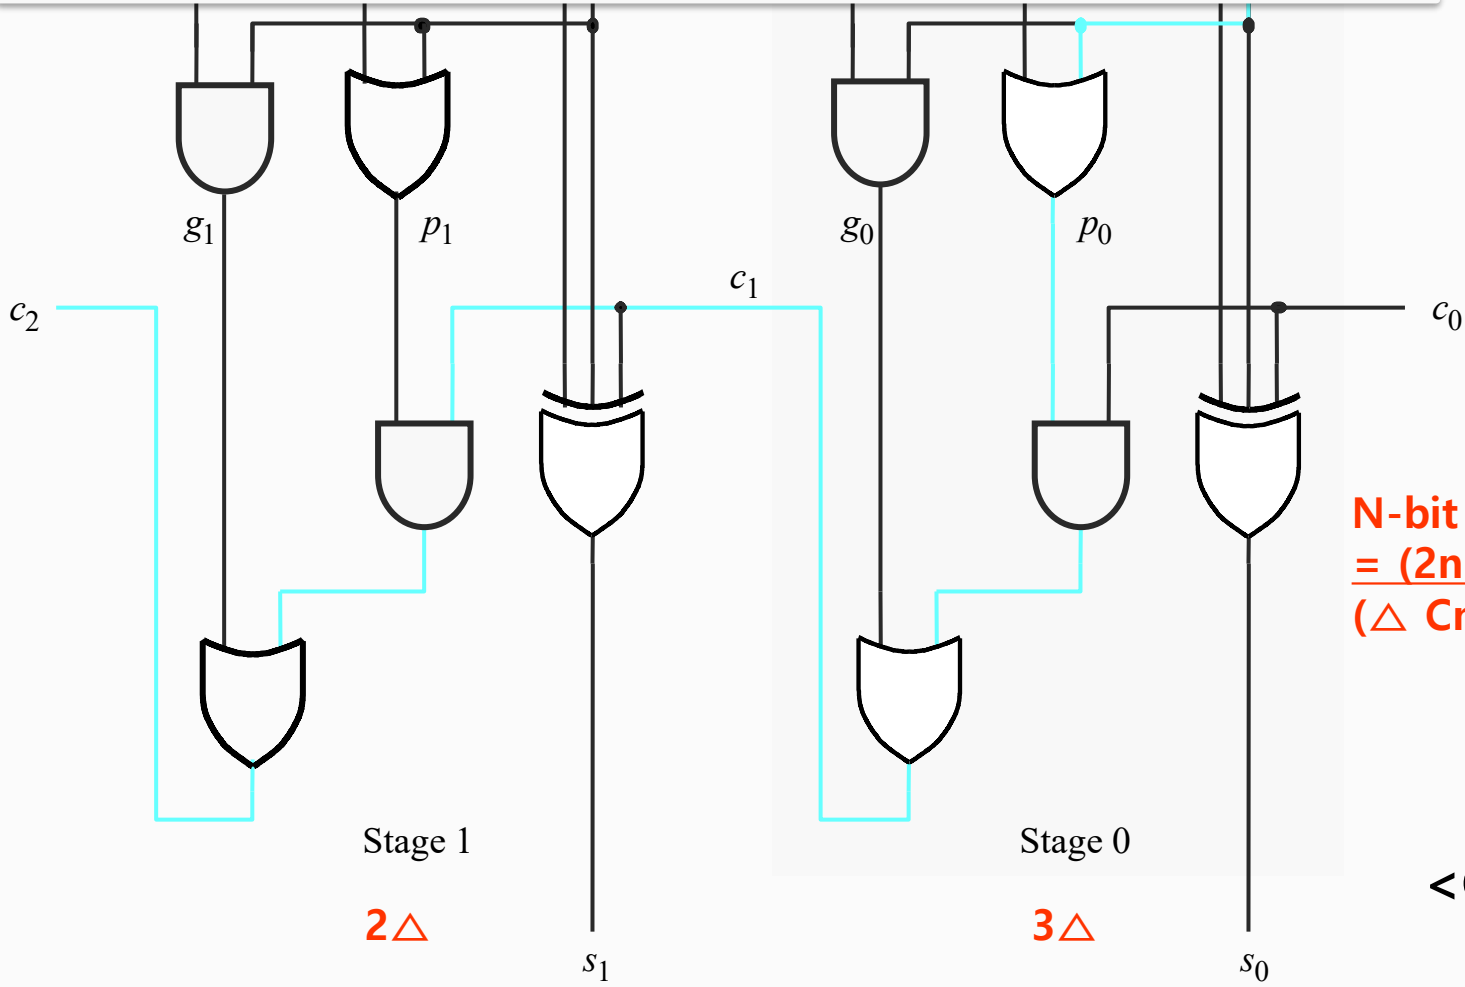 g1
p1
g0
p0
c2
c1
c0
N-bit
= (2n
(△ Cr
Stage 1
Stage 0
<
2△
3△
s1
s0